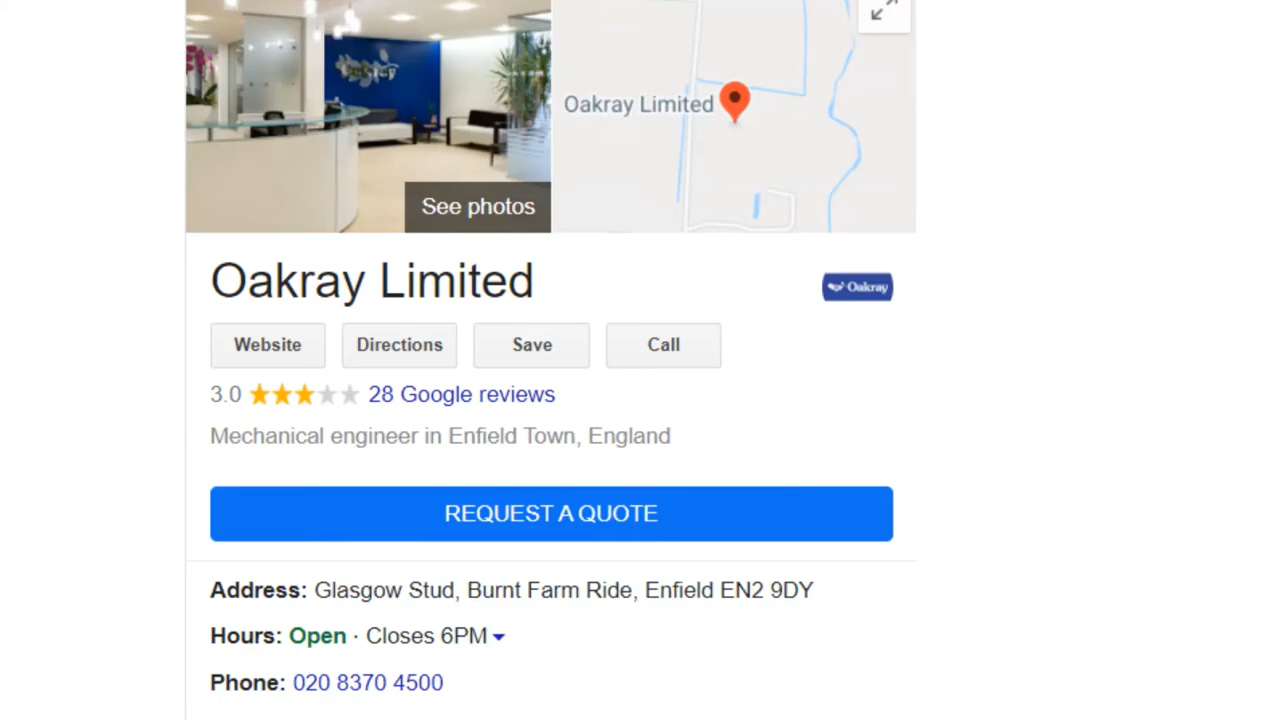 Oakray Limited
See photos
Oakray Limited
Oakray
Website
Directions
Save
Call
3.0
28 Google reviews
Mechanical engineer in Enfield Town, England
REQUEST A QUOTE
Address: Glasgow Stud, Burnt Farm Ride, Enfield EN2 9DY
Hours: Open · Closes 6PM
Phone: 020 8370 4500